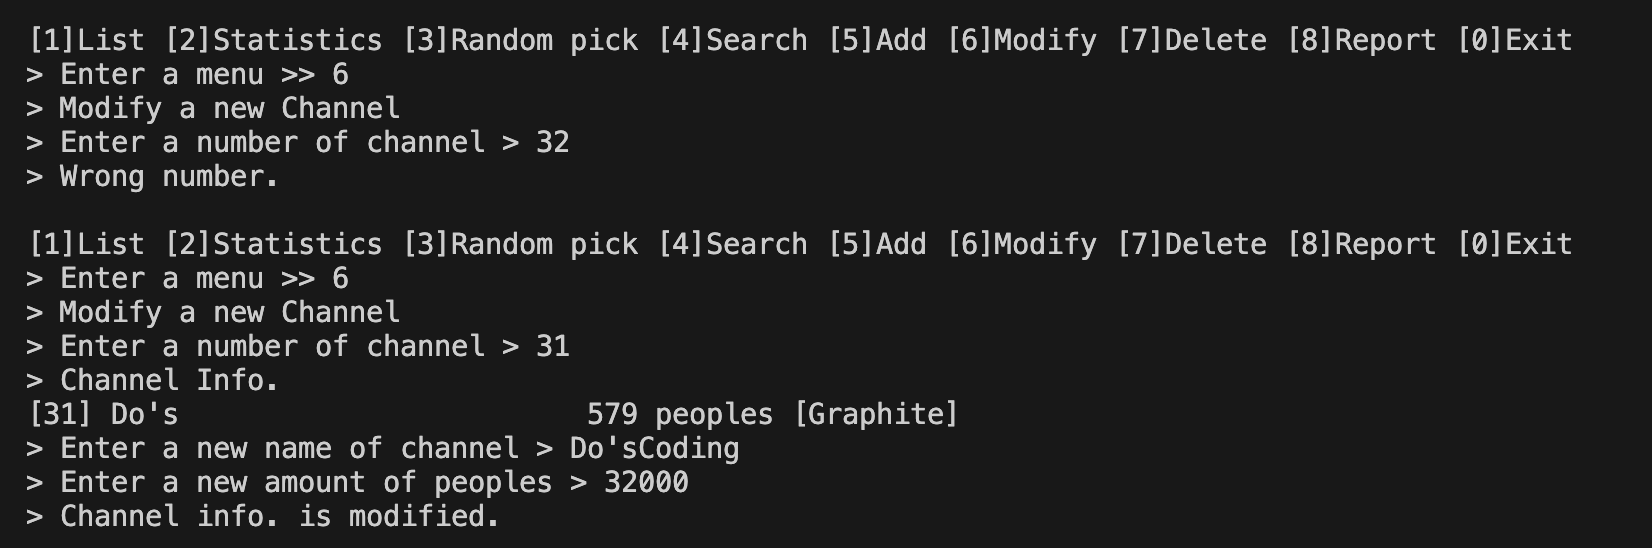 [1]List [2]Statistics [3]Random pick [4]Search [5]Add [6]Modify [7]Delete [8]Report [0]Exit
> Enter a menu >> 6
> Modify a new Channel
> Enter a number of channel > 32
> Wrong number.
[1]List [2]Statistics [3]Random pick [4]Search [5]Add [6]Modify [7]Delete [8]Report [0]Exit
> Enter a menu >> 6
> Modify a new Channel
> Enter a number of channel > 31
> Channel Info.
[31] Do's                        579 peoples [Graphite]
> Enter a new name of channel > Do'sCoding
> Enter a new amount of peoples > 32000
> Channel info. is modified.